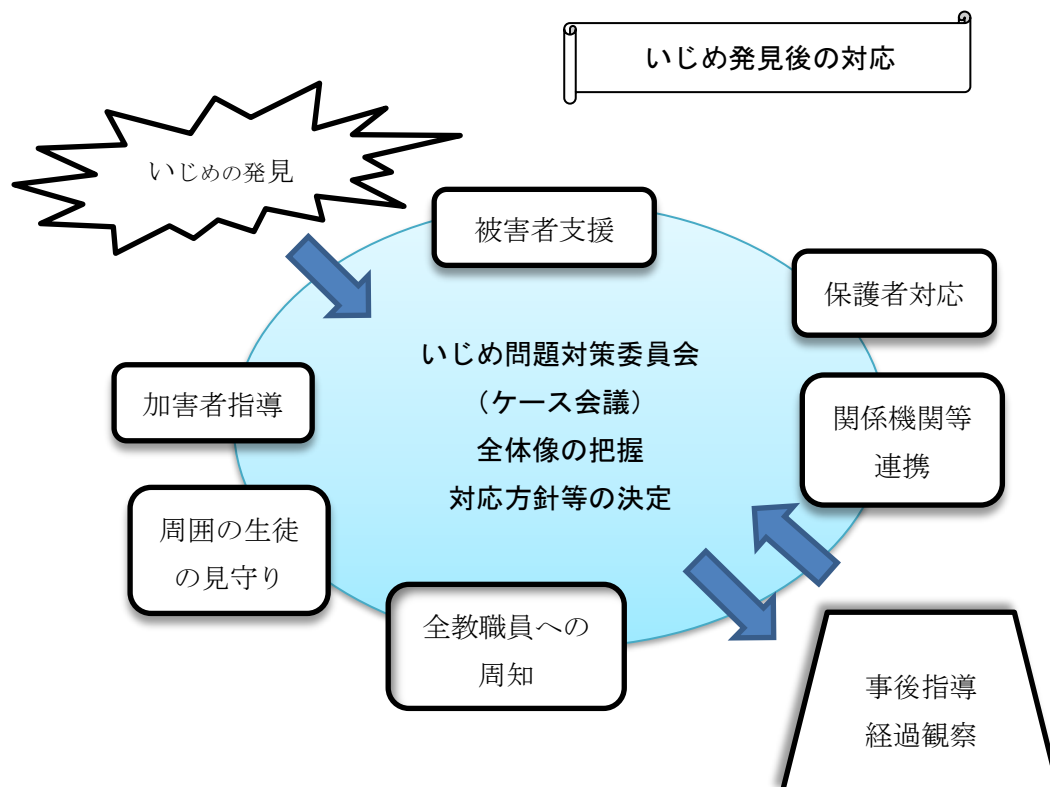 いじめ発見後の対応
いじめの発見
被害者支援
保護者対応
いじめ問題対策委員会
（ケース会議）
全体像の把握
対応方針等の決定
加害者指導
関係機関等
連携
周囲の生徒
の見守り
全教職員への
周知
事後指導
経過観察